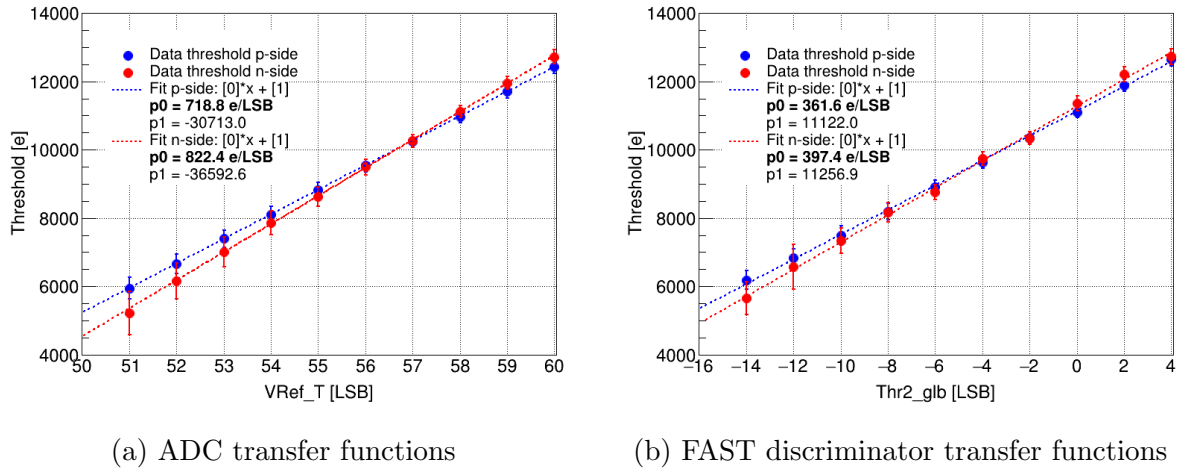 14000
12000
10000
8000
6000
4000
Threshold [e]
Data threshold p-side
Data threshold n-side
Fit p-side: [0]*x + [1]
p0 = 718.8 e/LSB
p1 = -30713.0
Fit n-side: [0]*x + [1]
p0 = 822.4 e/LSB
p1 = -36592.6
50 51 52 53 54 55 56 57 58 59 60
VRef_T [LSB]
(a) ADC transfer functions
14000
12000
10000
8000
6000
4000
Threshold [e]
Data threshold p-side
Data threshold n-side
Fit p-side: [0]*x + [1]
p0 = 361.6 e/LSB
p1 = 11122.0
Fit n-side: [0]*x + [1]
p0 = 397.4 e/LSB
p1 = 11256.9
−16 −14 −12 −10 −8 −6 −4 −2 0 2 4
Thr2_glb [LSB]
(b) FAST discriminator transfer functions